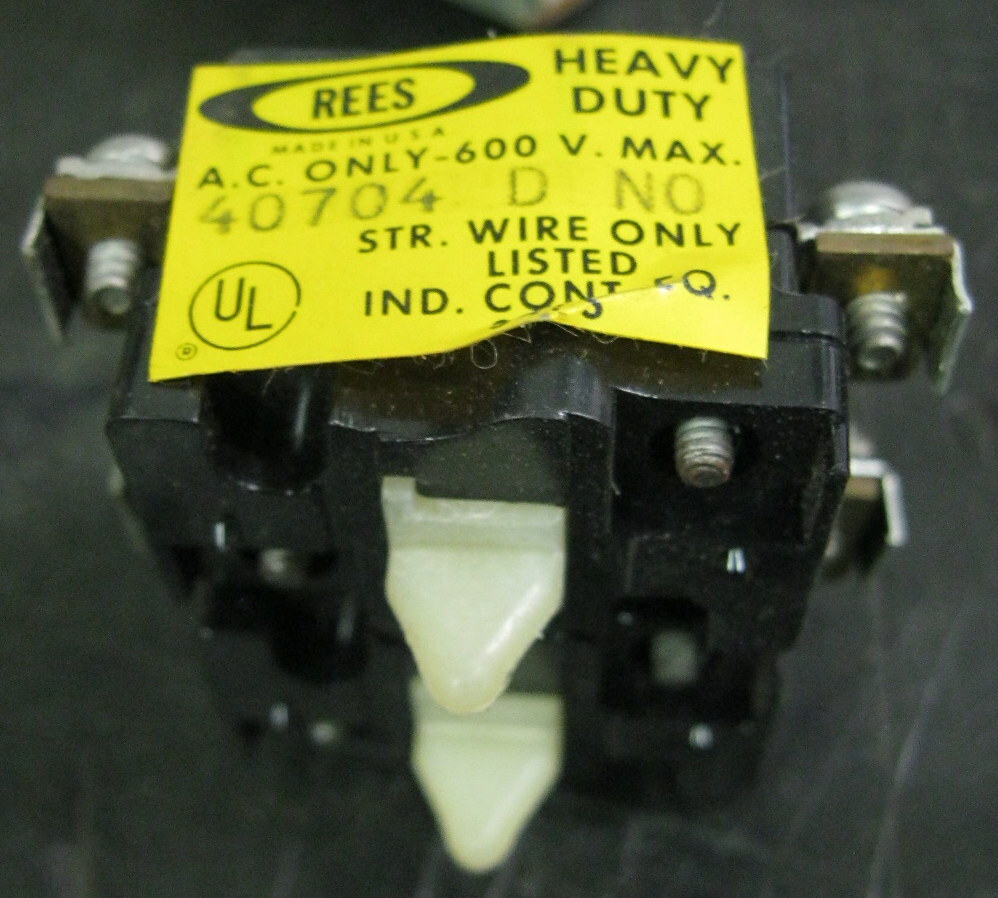 REES
HEAVY
DUTY
MADE IN U S A
A.C. ONLY-600 V. MAX.
40704 D NO
STR. WIRE ONLY
LISTED
IND. CONT EQ.
UL
®